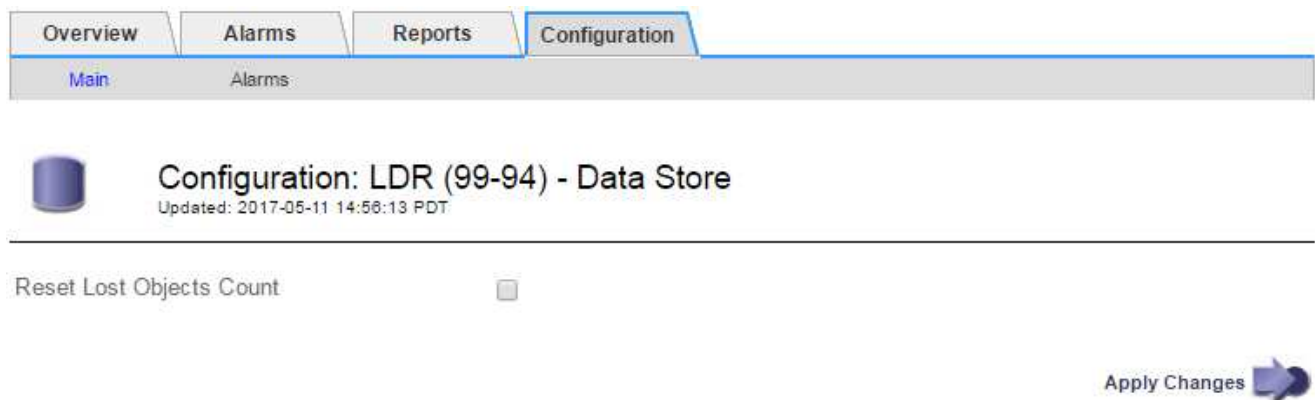 Overview Alarms Reports Configuration
Main Alarms
Configuration: LDR (99-94) - Data Store
Updated: 2017-05-11 14:56:13 PDT
Reset Lost Objects Count
Apply Changes